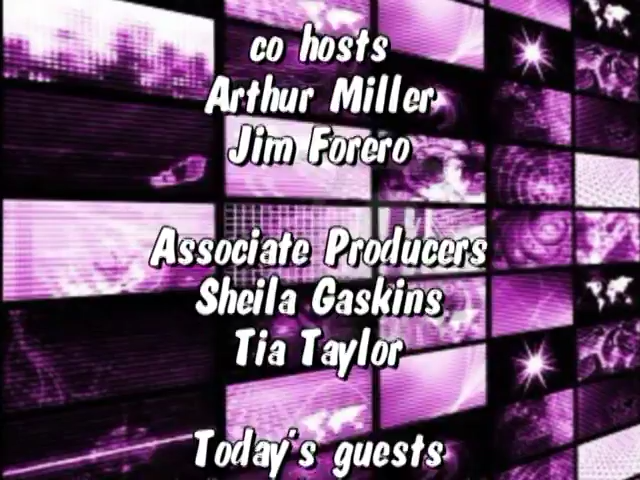 co hosts
Arthur Miller
Jim Forero
Associate Producers
Sheila Gaskins
Tia Taylor
Today's guests